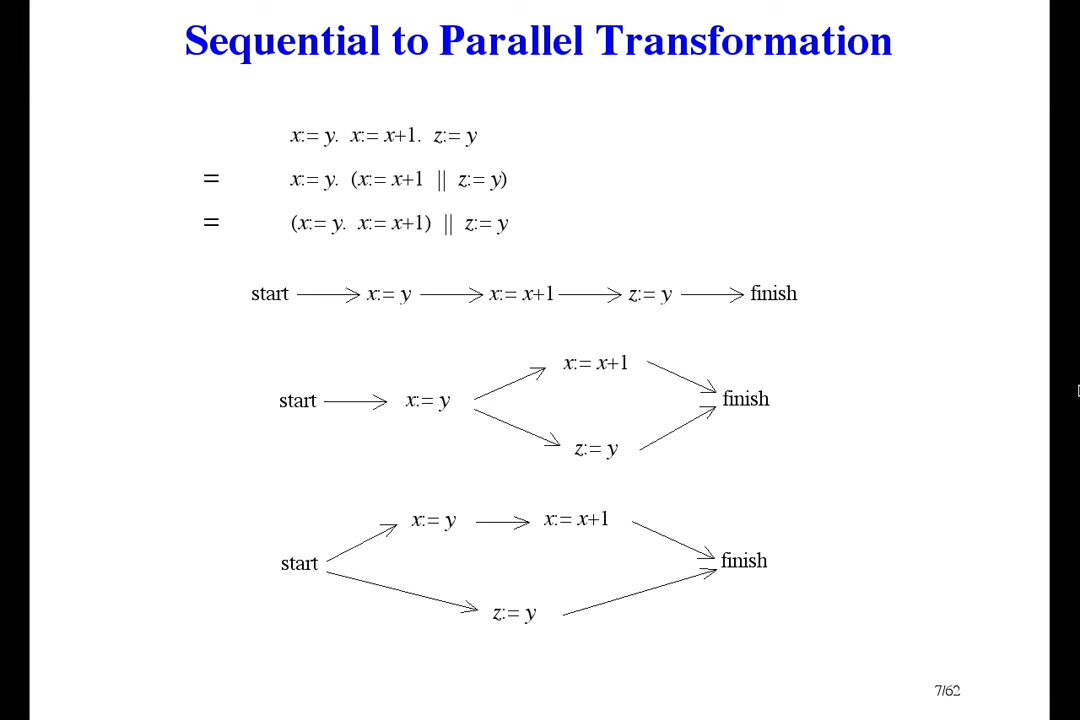 Sequential to Parallel Transformation
x:= y. x:= x+1. z:= y
= x:= y. (x:= x+1 || z:= y)
= (x:= y. x:= x+1) || z:= y
start x:= y x:= x+1 z:= y finish
x:= x+1
start x:= y finish
z:= y
x:= y x:= x+1
start finish
z:= y
7/62